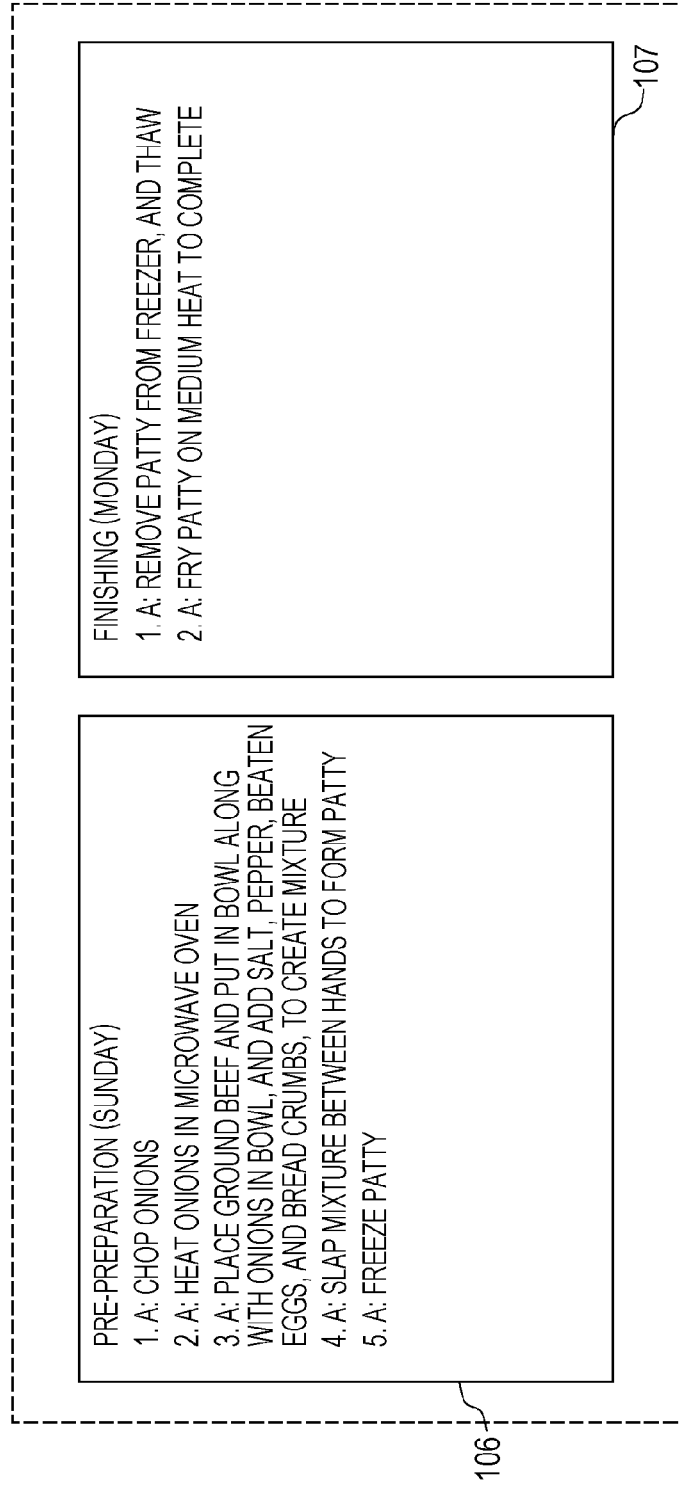 PRE-PREPARATION (SUNDAY)
1. A: CHOP ONIONS
2. A: HEAT ONIONS IN MICROWAVE OVEN
3. A: PLACE GROUND BEEF AND PUT IN BOWL ALONG
WITH ONIONS IN BOWL, AND ADD SALT, PEPPER, BEATEN
EGGS, AND BREAD CRUMBS, TO CREATE MIXTURE
4. A: SLAP MIXTURE BETWEEN HANDS TO FORM PATTY
5. A: FREEZE PATTY
106
FINISHING (MONDAY)
1. A: REMOVE PATTY FROM FREEZER, AND THAW
2. A: FRY PATTY ON MEDIUM HEAT TO COMPLETE
107